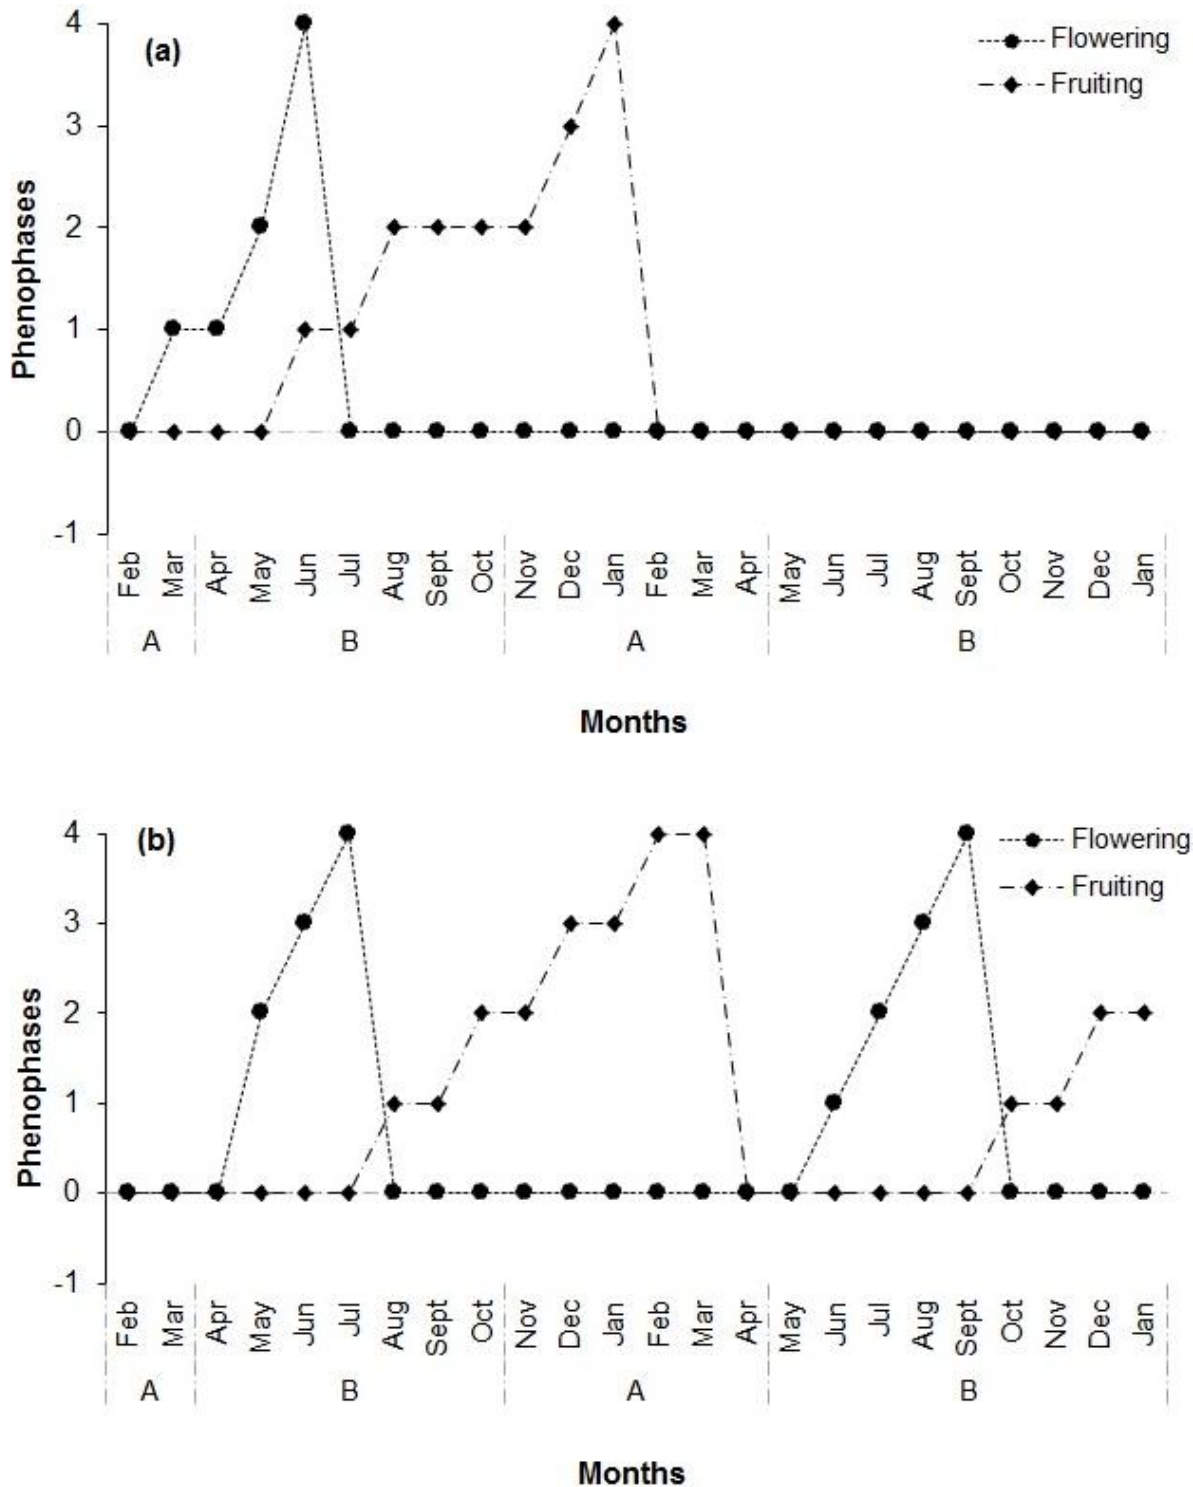 (a)
Flowering
Fruiting
4
3
2
1
0
-1
Phenophases
Feb Mar Apr May Jun Jul Aug Sept Oct Nov Dec Jan Feb Mar Apr May Jun Jul Aug Sept Oct Nov Dec Jan
A B A B
Months
(b)
Flowering
Fruiting
4
3
2
1
0
-1
Phenophases
Feb Mar Apr May Jun Jul Aug Sept Oct Nov Dec Jan Feb Mar Apr May Jun Jul Aug Sept Oct Nov Dec Jan
A B A B
Months